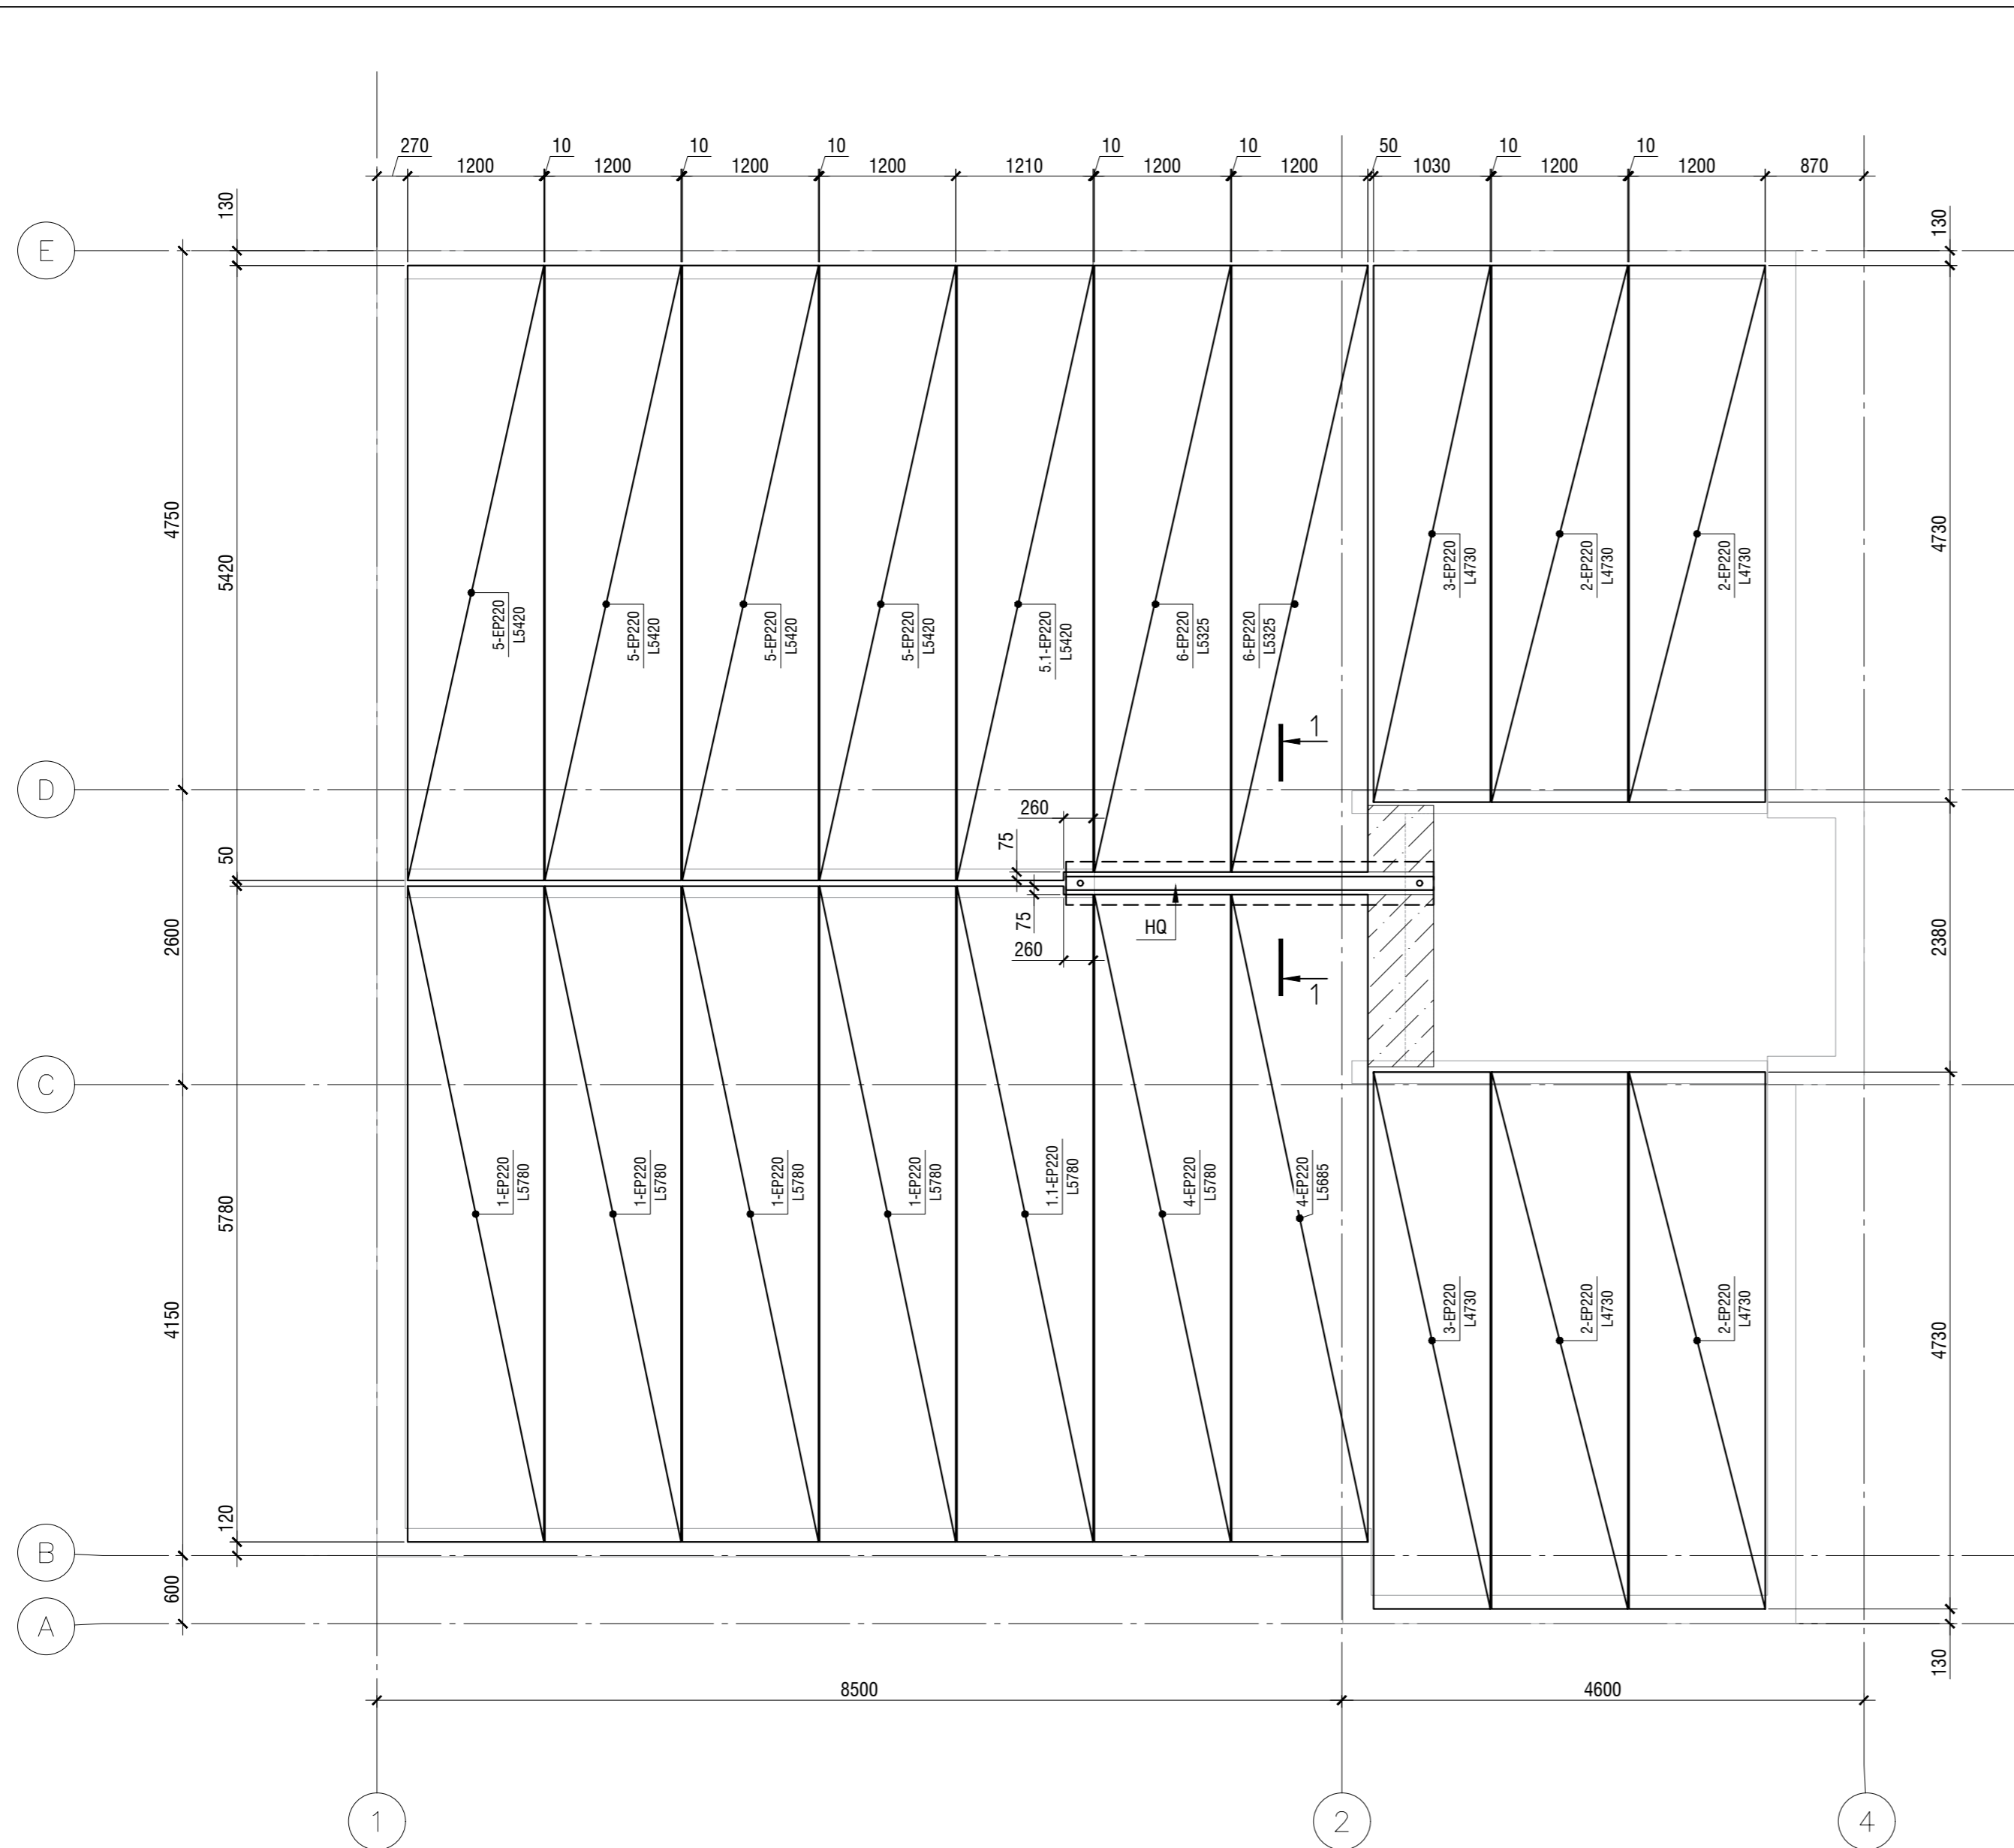 270
10
10
10
10
10
50
10
10
1200
1200
1200
1200
1210
1200
1200
1030
1200
1200
870
130
130
E
4750
5420
4730
5-EP220
L5420
5-EP220
L5420
5-EP220
L5420
5-EP220
L5420
5.1-EP220
L5420
6-EP220
L5325
6-EP220
L5325
3-EP220
L4730
2-EP220
L4730
2-EP220
L4730
1
D
260
75
50
2600
75
HQ
260
1
2380
C
1-EP220
L5780
1-EP220
L5780
1-EP220
L5780
1-EP220
L5780
1.1-EP220
L5780
4-EP220
L5780
4-EP220
L5685
5780
4150
3-EP220
L4730
2-EP220
L4730
2-EP220
L4730
4730
120
B
600
A
130
8500
4600
1
2
4